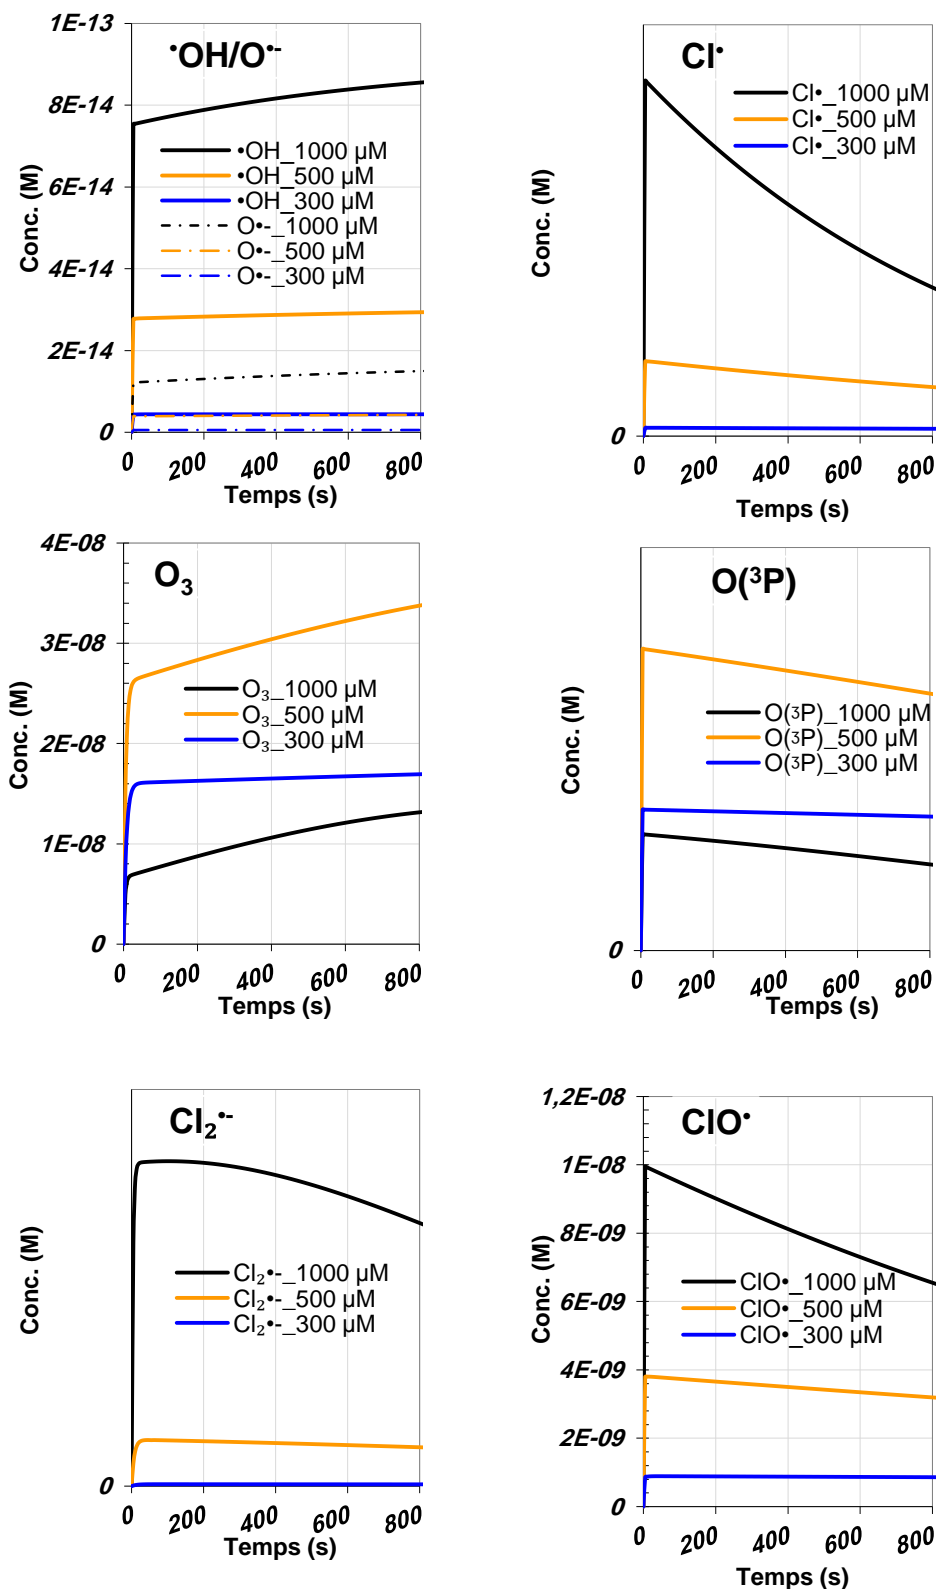 •OH/O•-
Conc. (M)
1E-13
8E-14
6E-14
4E-14
2E-14
0
•OH_1000 µM
•OH_500 µM
•OH_300 µM
O•-_1000 µM
O•-_500 µM
O•-_300 µM
0 200 400 600 800
Temps (s)
Cl•
Conc. (M)
0
Cl•_1000 µM
Cl•_500 µM
Cl•_300 µM
0 200 400 600 800
Temps (s)
O₃
Conc. (M)
4E-08
3E-08
2E-08
1E-08
0
O₃_1000 µM
O₃_500 µM
O₃_300 µM
0 200 400 600 800
Temps (s)
O(³P)
Conc. (M)
0
O(³P)_1000 µM
O(³P)_500 µM
O(³P)_300 µM
0 200 400 600 800
Temps (s)
Cl₂•-
Conc. (M)
0
Cl₂•-_1000 µM
Cl₂•-_500 µM
Cl₂•-_300 µM
0 200 400 600 800
Temps (s)
ClO•
Conc. (M)
1,2E-08
1E-08
8E-09
6E-09
4E-09
2E-09
0
ClO•_1000 µM
ClO•_500 µM
ClO•_300 µM
0 200 400 600 800
Temps (s)